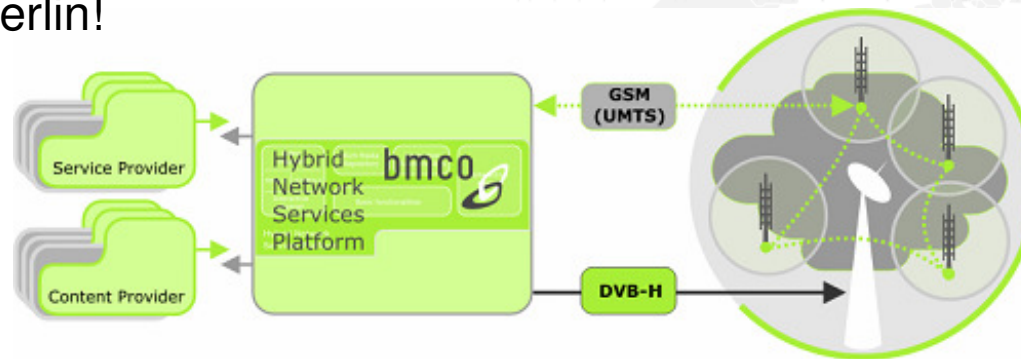 erlin!
Service Provider
Content Provider
Hybrid
Network
Services
Platform
bmco
GSM
(UMTS)
DVB-H